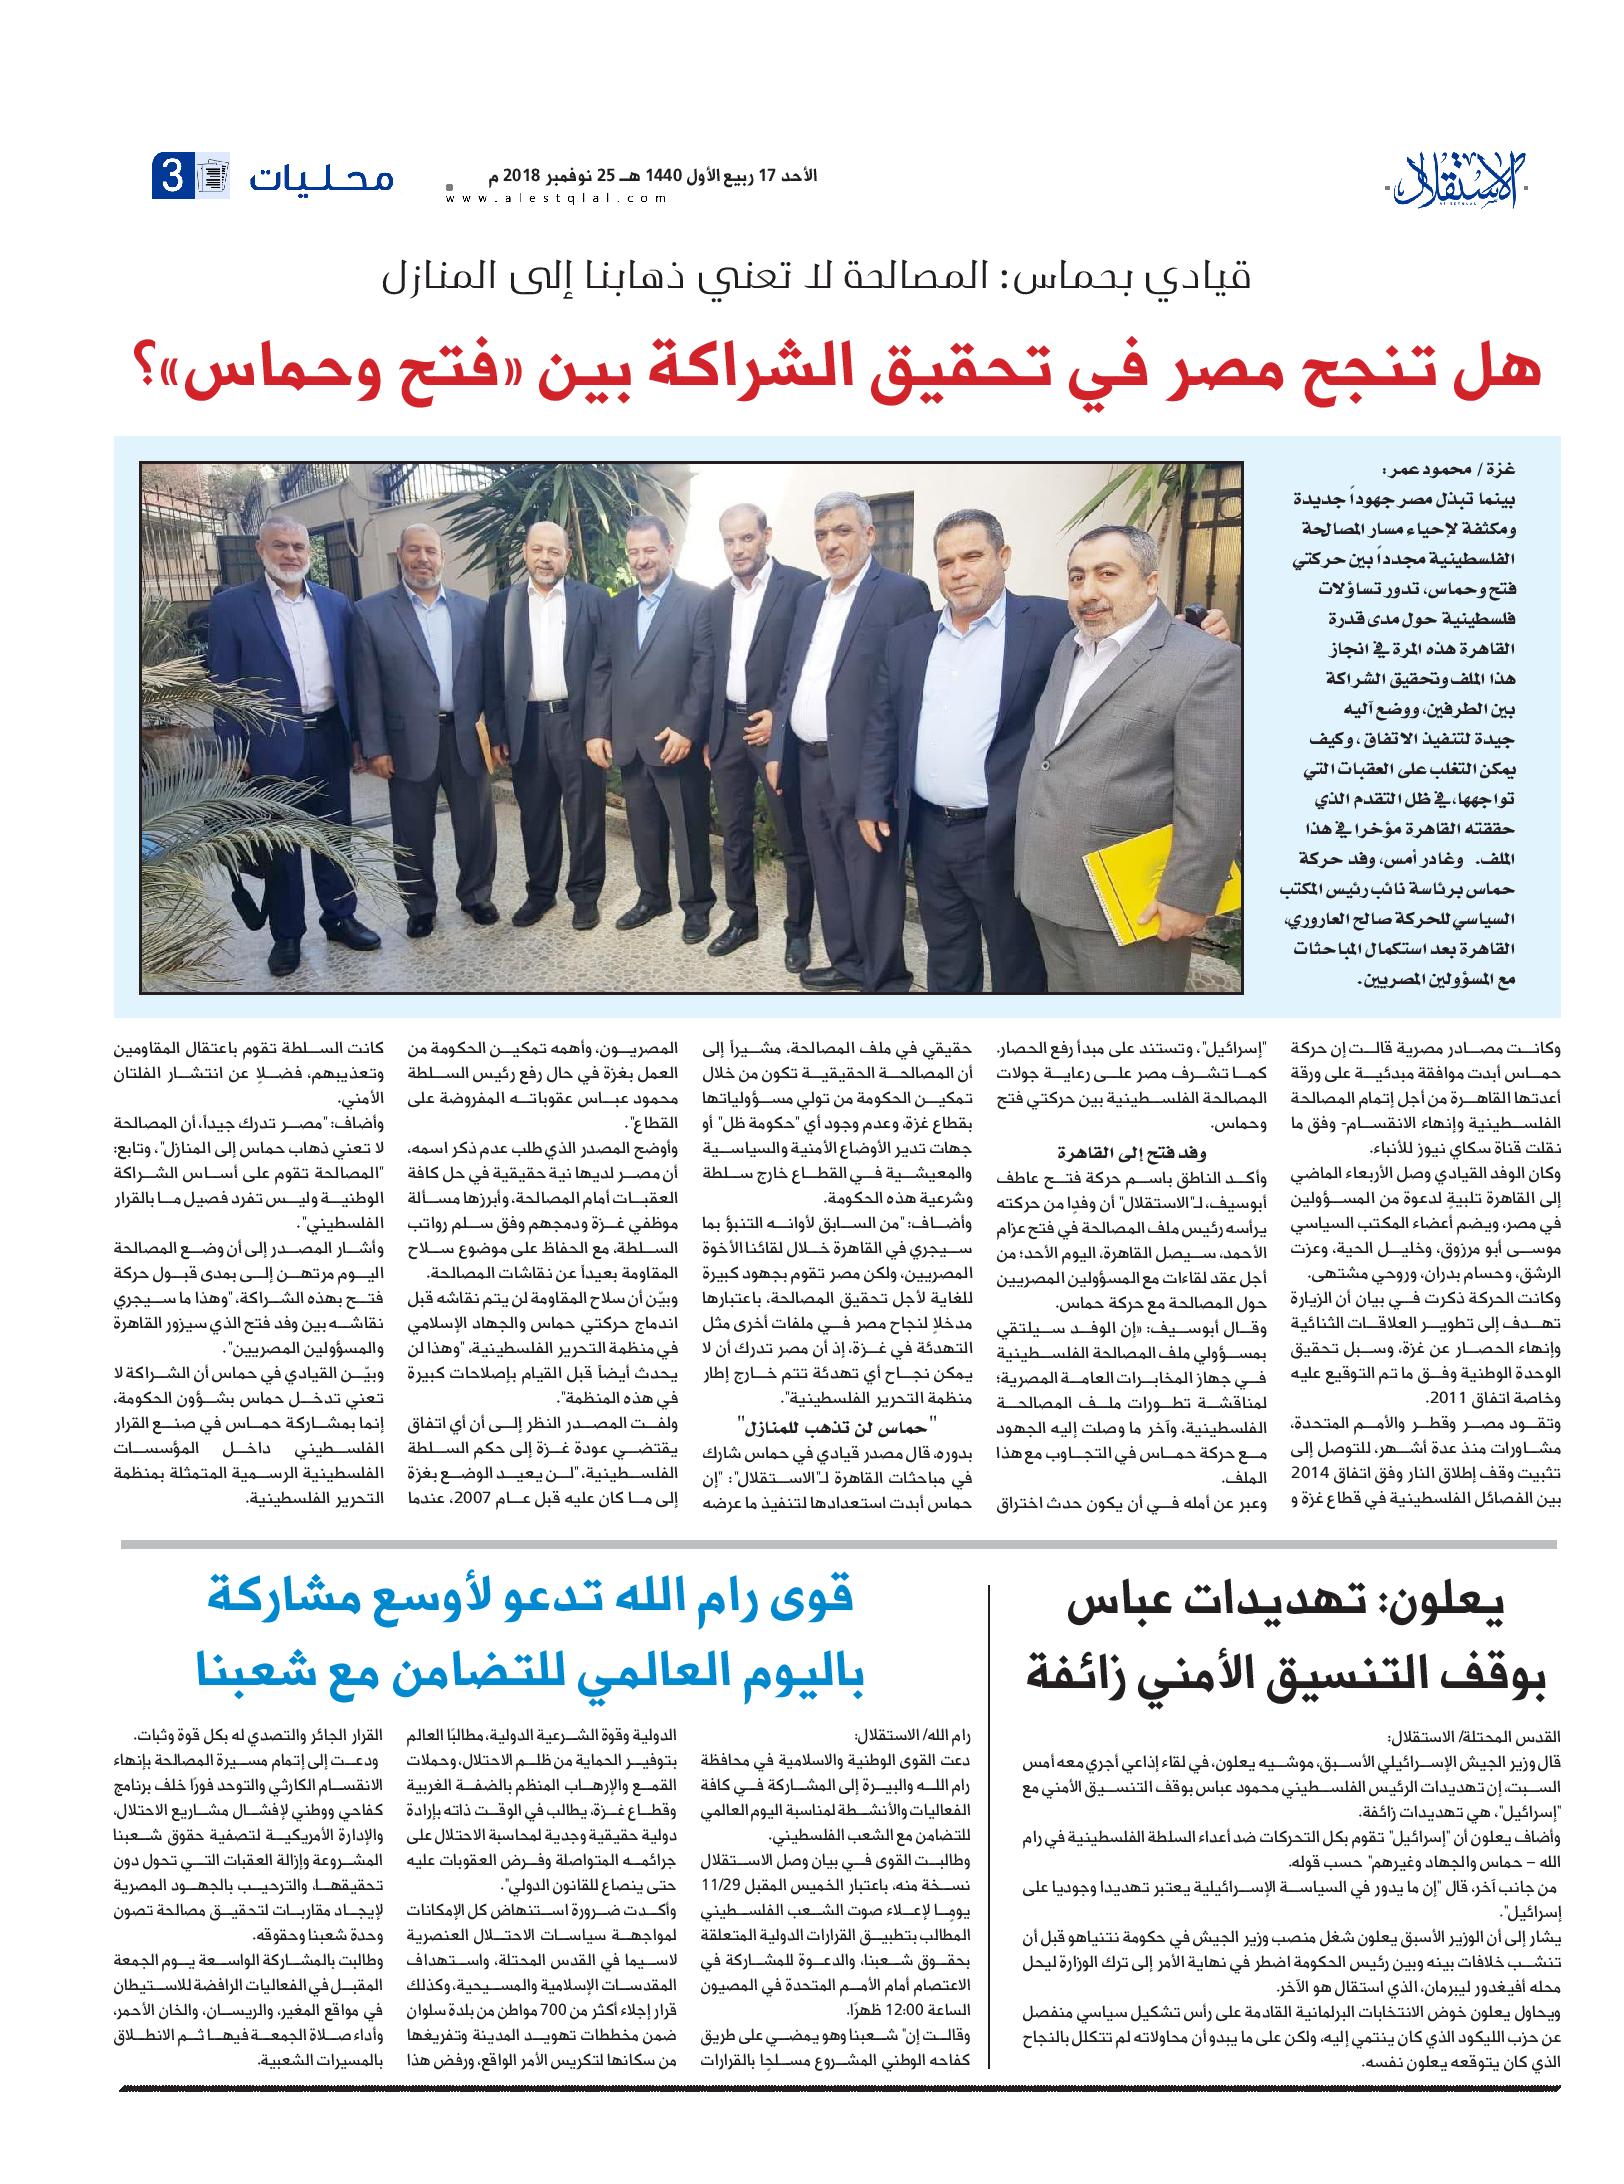 الاستقلال
الأحد 17 ربيع الأول 1440 هـ 25 نوفمبر 2018 م
www.alestqlal.com
محليات
3
قيادي بحماس: المصالحة لا تعني ذهابنا إلى المنازل
هل تنجح مصر في تحقيق الشراكة بين «فتح وحماس»؟
غزة / محمود عمر:
بينما تبذل مصر جهوداً جديدة
ومكثفة لإحياء مسار المصالحة
الفلسطينية مجدداً بين حركتي
فتح وحماس، تدور تساؤلات
فلسطينية حول مدى قدرة
القاهرة هذه المرة في انجاز
هذا الملف وتحقيق الشراكة
بين الطرفين، ووضع آليه
جيدة لتنفيذ الاتفاق ، وكيف
يمكن التغلب على العقبات التي
تواجهها، في ظل التقدم الذي
حققته القاهرة مؤخرا في هذا
الملف. وغادر أمس، وفد حركة
حماس برئاسة نائب رئيس المكتب
السياسي للحركة صالح العاروري،
القاهرة بعد استكمال المباحثات
مع المسؤولين المصريين.
وكانت مصادر مصرية قالت إن حركة
حماس أبدت موافقة مبدئية على ورقة
أعدتها القاهرة من أجل إتمام المصالحة
الفلسطينية وإنهاء الانقسام- وفق ما
نقلت قناة سكاي نيوز للأنباء.
وكان الوفد القيادي وصل الأربعاء الماضي
إلى القاهرة تلبيةٍ لدعوة من المسؤولين
في مصر، ويضم أعضاء المكتب السياسي
موسى أبو مرزوق، وخليل الحية، وعزت
الرشق، وحسام بدران، وروحي مشتهى.
وكانت الحركة ذكرت في بيان أن الزيارة
تهدف إلى تطوير العلاقات الثنائية
وإنهاء الحصار عن غزة، وسبل تحقيق
الوحدة الوطنية وفق ما تم التوقيع عليه
وخاصة اتفاق 2011.
وتقود مصر وقطر والأمم المتحدة،
مشاورات منذ عدة أشهر، للتوصل إلى
تثبيت وقف إطلاق النار وفق اتفاق 2014
بين الفصائل الفلسطينية في قطاع غزة و
"إسرائيل"، وتستند على مبدأ رفع الحصار.
كما تشرف مصر على رعاية جولات
المصالحة الفلسطينية بين حركتي فتح
وحماس.
وفد فتح إلى القاهرة
وأكد الناطق باسم حركة فتح عاطف
أبوسيف، لـ"الاستقلال" أن وفدٍا من حركته
يرأسه رئيس ملف المصالحة في فتح عزام
الأحمد، سيصل القاهرة، اليوم الأحد؛ من
أجل عقد لقاءات مع المسؤولين المصريين
حول المصالحة مع حركة حماس.
وقال أبوسيف: «إن الوفد سيلتقي
بمسؤولي ملف المصالحة الفلسطينية
في جهاز المخابرات العامة المصرية؛
لمناقشة تطورات ملف المصالحة
الفلسطينية، وآخر ما وصلت إليه الجهود
مع حركة حماس في التجاوب مع هذا
الملف.
وعبر عن أمله في أن يكون حدث اختراق
حقيقي في ملف المصالحة، مشيراً إلى
أن المصالحة الحقيقية تكون من خلال
تمكين الحكومة من تولي مسؤولياتها
بقطاع غزة، وعدم وجود أي "حكومة ظل" أو
جهات تدير الأوضاع الأمنية والسياسية
والمعيشية في القطاع خارج سلطة
وشرعية هذه الحكومة.
وأضاف: "من السابق لأوانه التنبؤ بما
سيجري في القاهرة خلال لقائنا الأخوة
المصريين، ولكن مصر تقوم بجهود كبيرة
للغاية لأجل تحقيق المصالحة، باعتبارها
مدخلاٍ لنجاح مصر في ملفات أخرى مثل
التهدئة في غزة، إذ أن مصر تدرك أن لا
يمكن نجاح أي تهدئة تتم خارج إطار
منظمة التحرير الفلسطينية".
"حماس لن تذهب للمنازل"
بدوره، قال مصدر قيادي في حماس شارك
في مباحثات القاهرة لـ"الاستقلال": "إن
حماس أبدت استعدادها لتنفيذ ما عرضه
المصريون، وأهمه تمكين الحكومة من
العمل بغزة في حال رفع رئيس السلطة
محمود عباس عقوباته المفروضة على
القطاع".
وأوضح المصدر الذي طلب عدم ذكر اسمه،
أن مصر لديها نية حقيقية في حل كافة
العقبات أمام المصالحة، وأبرزها مسألة
موظفي غزة ودمجهم وفق سلم رواتب
السلطة، مع الحفاظ على موضوع سلاح
المقاومة بعيداً عن نقاشات المصالحة.
وبيّن أن سلاح المقاومة لن يتم نقاشه قبل
اندماج حركتي حماس والجهاد الإسلامي
في منظمة التحرير الفلسطينية، "وهذا لن
يحدث أيضاً قبل القيام بإصلاحات كبيرة
في هذه المنظمة".
ولفت المصدر النظر إلى أن أي اتفاق
يقتضي عودة غزة إلى حكم السلطة
الفلسطينية، "لن يعيد الوضع بغزة
إلى ما كان عليه قبل عام 2007، عندما
كانت السلطة تقوم باعتقال المقاومين
وتعذيبهم، فضلاٍ عن انتشار الفلتان
الأمني.
وأضاف: "مصر تدرك جيداً، أن المصالحة
لا تعني ذهاب حماس إلى المنازل"، وتابع:
"المصالحة تقوم على أساس الشراكة
الوطنية وليس تفرد فصيل ما بالقرار
الفلسطيني".
وأشار المصدر إلى أن وضع المصالحة
اليوم مرتهن إلى بمدى قبول حركة
فتح بهذه الشراكة، "وهذا ما سيجري
نقاشه بين وفد فتح الذي سيزور القاهرة
والمسؤولين المصريين".
وبيّن القيادي في حماس أن الشراكة لا
تعني تدخل حماس بشؤون الحكومة،
إنما بمشاركة حماس في صنع القرار
الفلسطيني داخل المؤسسات
الفلسطينية الرسمية المتمثلة بمنظمة
التحرير الفلسطينية.
يعلون: تهديدات عباس
بوقف التنسيق الأمني زائفة
القدس المحتلة/ الاستقلال:
قال وزير الجيش الإسرائيلي الأسبق، موشيه يعلون، في لقاء إذاعي أجري معه أمس
السبت، إن تهديدات الرئيس الفلسطيني محمود عباس بوقف التنسيق الأمني مع
"إسرائيل"، هي تهديدات زائفة.
وأضاف يعلون أن "إسرائيل" تقوم بكل التحركات ضد أعداء السلطة الفلسطينية في رام
الله – حماس والجهاد وغيرهم" حسب قوله.
من جانب آخر، قال "إن ما يدور في السياسة الإسرائيلية يعتبر تهديدا وجوديا على
إسرائيل".
يشار إلى أن الوزير الأسبق يعلون شغل منصب وزير الجيش في حكومة نتنياهو قبل أن
تنشب خلافات بينه وبين رئيس الحكومة اضطر في نهاية الأمر إلى ترك الوزارة ليحل
محله أفيغدور ليبرمان، الذي استقال هو الآخر.
ويحاول يعلون خوض الانتخابات البرلمانية القادمة على رأس تشكيل سياسي منفصل
عن حزب الليكود الذي كان ينتمي إليه، ولكن على ما يبدو أن محاولاته لم تتكلل بالنجاح
الذي كان يتوقعه يعلون نفسه.
قوى رام الله تدعو لأوسع مشاركة
باليوم العالمي للتضامن مع شعبنا
رام الله/ الاستقلال:
دعت القوى الوطنية والاسلامية في محافظة
رام الله والبيرة إلى المشاركة في كافة
الفعاليات والأنشطة لمناسبة اليوم العالمي
للتضامن مع الشعب الفلسطيني.
وطالبت القوى في بيان وصل الاستقلال
نسخة منه، باعتبار الخميس المقبل 11/29
يومٍا لإعلاء صوت الشعب الفلسطيني
المطالب بتطبيق القرارات الدولية المتعلقة
بحقوق شعبنا، والدعوة للمشاركة في
الاعتصام أمام الأمم المتحدة في المصيون
الساعة 12:00 ظهرًا.
وقالت إن" شعبنا وهو يمضي على طريق
كفاحه الوطني المشروع مسلحٍا بالقرارات
الدولية وقوة الشرعية الدولية، مطالبًا العالم
بتوفير الحماية من ظلم الاحتلال، وحملات
القمع والإرهاب المنظم بالضفة الغربية
وقطاع غزة، يطالب في الوقت ذاته بإرادة
دولية حقيقية وجدية لمحاسبة الاحتلال على
جرائمه المتواصلة وفرض العقوبات عليه
حتى ينصاع للقانون الدولي".
وأكدت ضرورة استنهاض كل الإمكانات
لمواجهة سياسات الاحتلال العنصرية
لاسيما في القدس المحتلة، واستهداف
المقدسات الإسلامية والمسيحية، وكذلك
قرار إجلاء أكثر من 700 مواطن من بلدة سلوان
ضمن مخططات تهويد المدينة وتفريغها
من سكانها لتكريس الأمر الواقع، ورفض هذا
القرار الجائر والتصدي له بكل قوة وثبات.
ودعت إلى إتمام مسيرة المصالحة بإنهاء
الانقسام الكارثي والتوحد فورًا خلف برنامج
كفاحي ووطني لإفشال مشاريع الاحتلال،
والإدارة الأمريكية لتصفية حقوق شعبنا
المشروعة وإزالة العقبات التي تحول دون
تحقيقها، والترحيب بالجهود المصرية
لإيجاد مقاربات لتحقيق مصالحة تصون
وحدة شعبنا وحقوقه.
وطالبت بالمشاركة الواسعة يوم الجمعة
المقبل في الفعاليات الرافضة للاستيطان
في مواقع المغير، والريسان، والخان الأحمر،
وأداء صلاة الجمعة فيها ثم الانطلاق
بالمسيرات الشعبية.